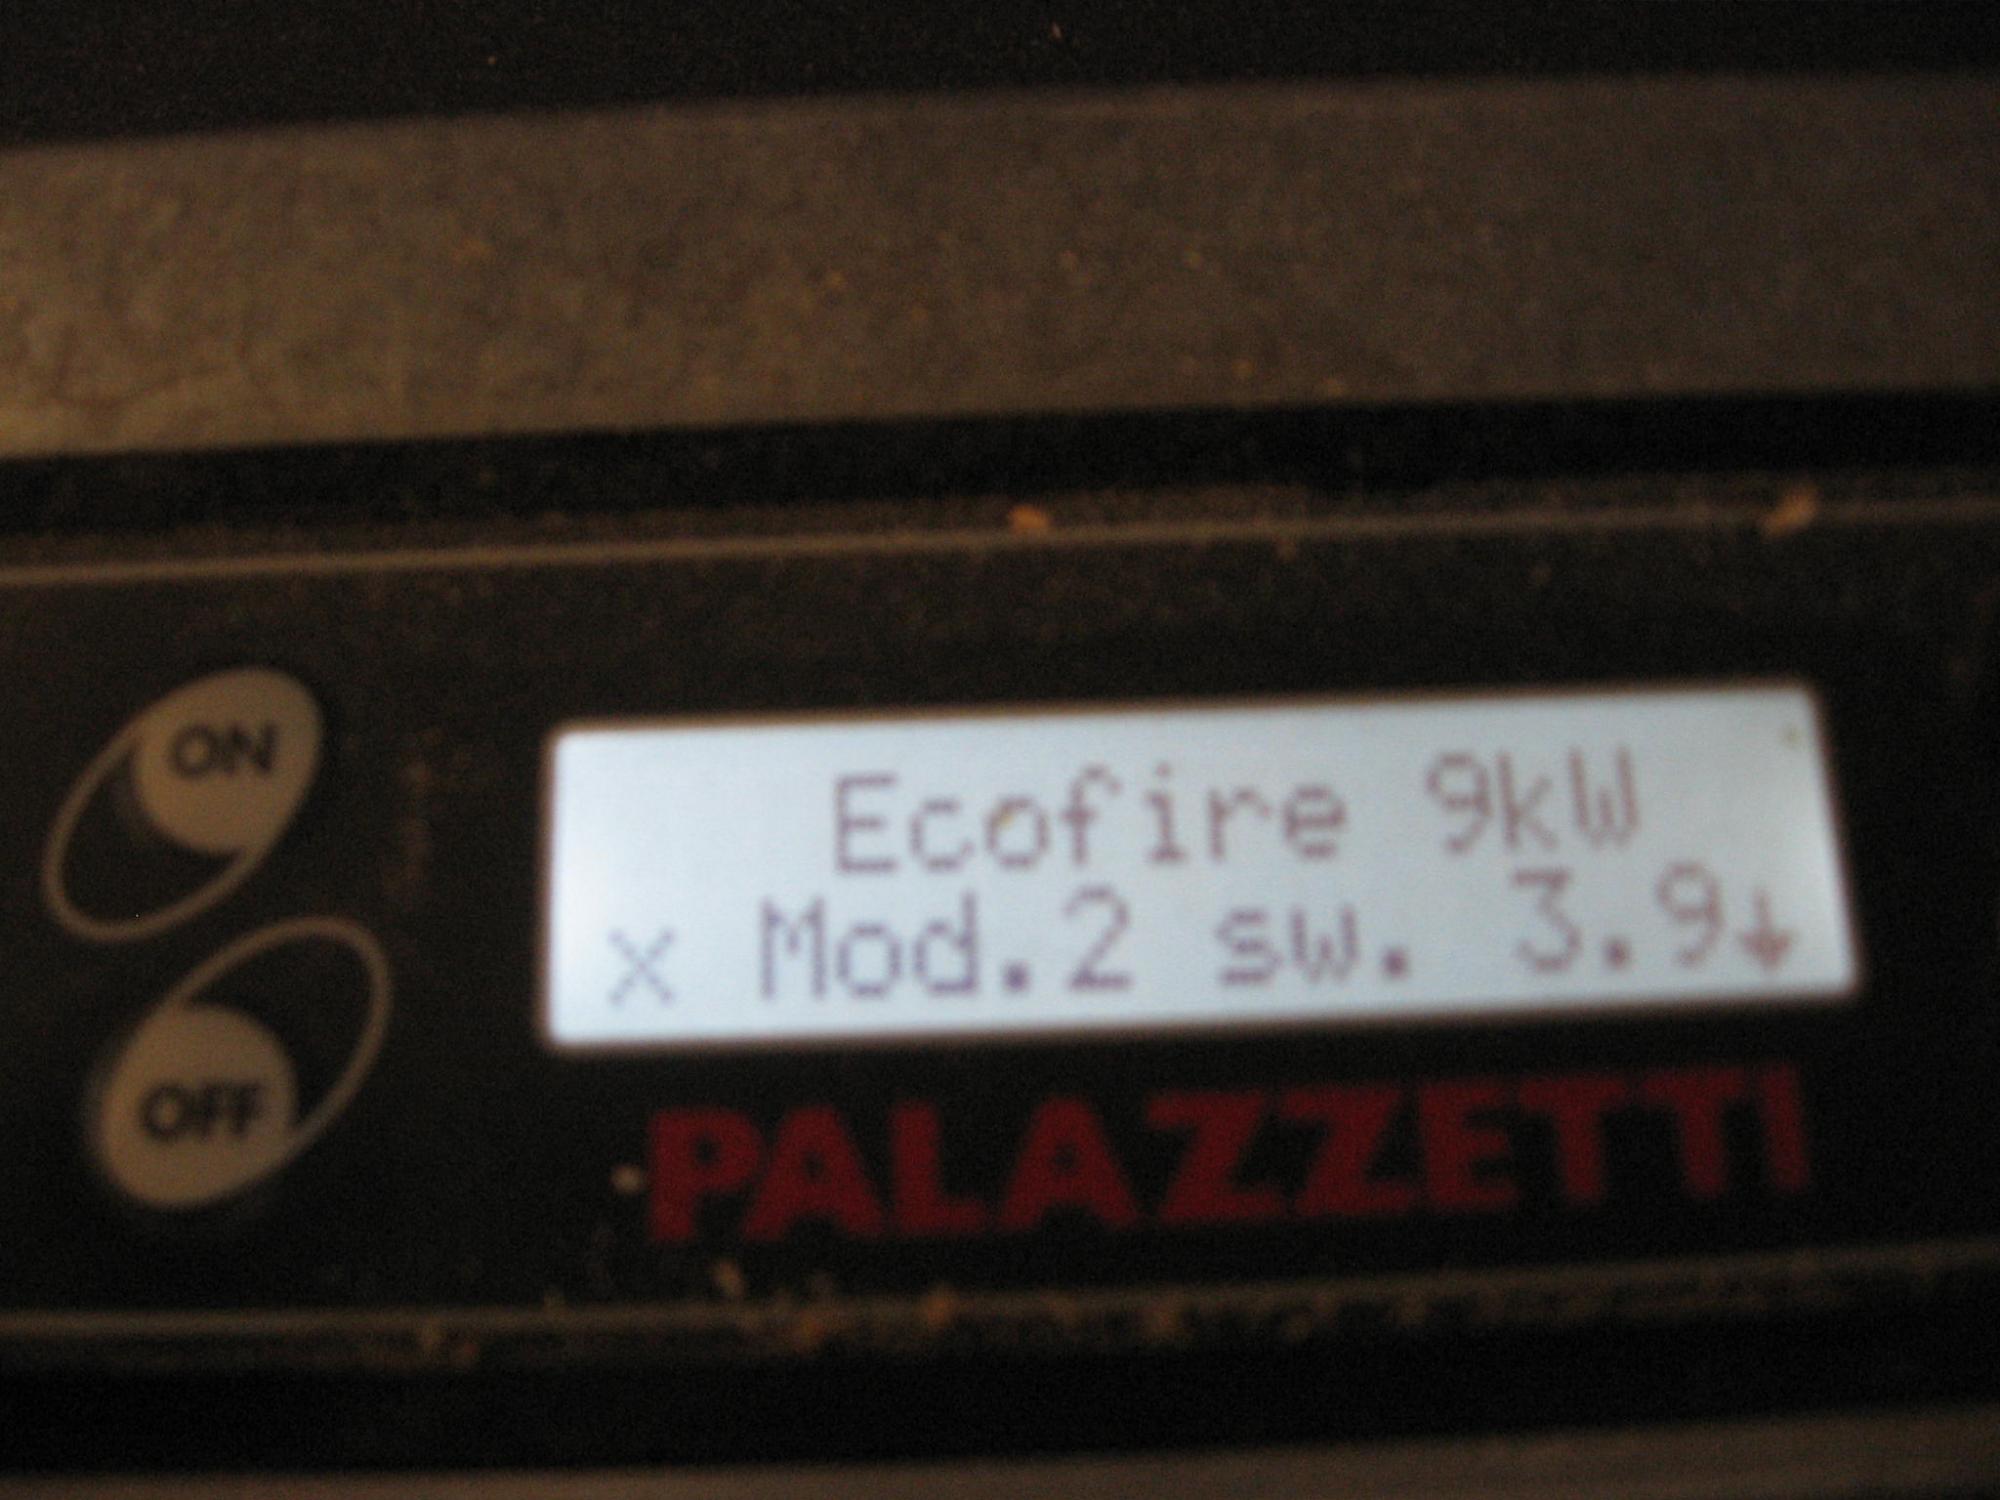 ON
OFF
Ecofire 9kW
x Mod.2 sw. 3.9↓
PALAZZETTI